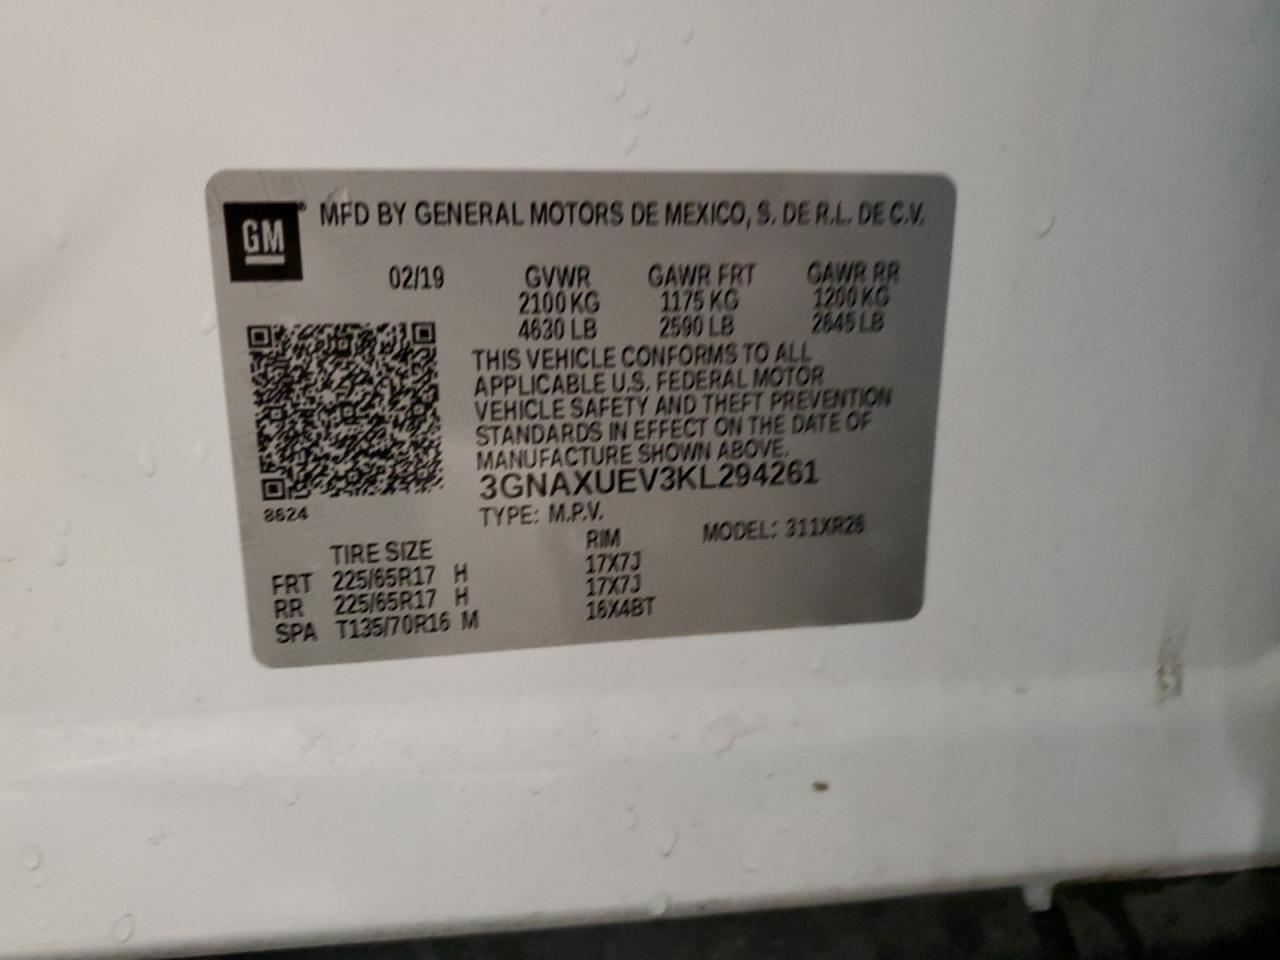 GM® MFD BY GENERAL MOTORS DE MEXICO, S. DE R.L. DE C.V.
02/19 GVWR GAWR FRT GAWR RR
2100 KG 1175 KG 1200 KG
4630 LB 2590 LB 2645 LB
THIS VEHICLE CONFORMS TO ALL
APPLICABLE U.S. FEDERAL MOTOR
VEHICLE SAFETY AND THEFT PREVENTION
STANDARDS IN EFFECT ON THE DATE OF
MANUFACTURE SHOWN ABOVE.
3GNAXUEV3KL294261
8624
TYPE: M.P.V. MODEL: 311XR26
TIRE SIZE RIM
FRT 225/65R17 H 17X7J
RR 225/65R17 H 17X7J
SPA T135/70R16 M 16X4BT